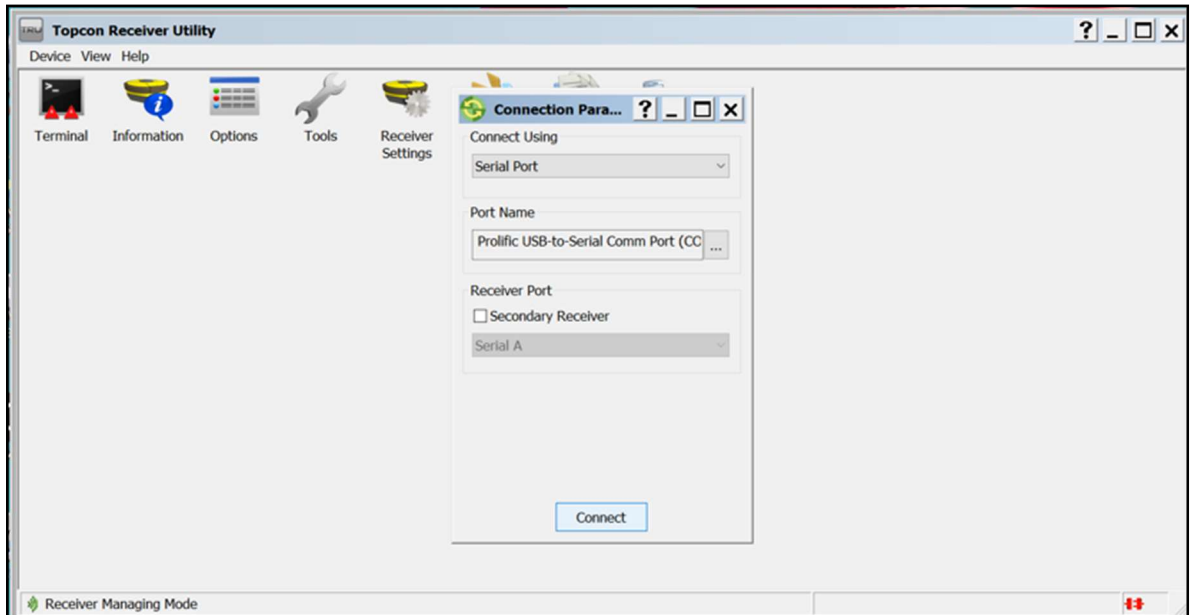 TRU Topcon Receiver Utility
Device View Help
Terminal
Information
Options
Tools
Receiver
Settings
Connection Para...
Connect Using
Serial Port
Port Name
Prolific USB-to-Serial Comm Port (CC
...
Receiver Port
Secondary Receiver
Serial A
Connect
Receiver Managing Mode